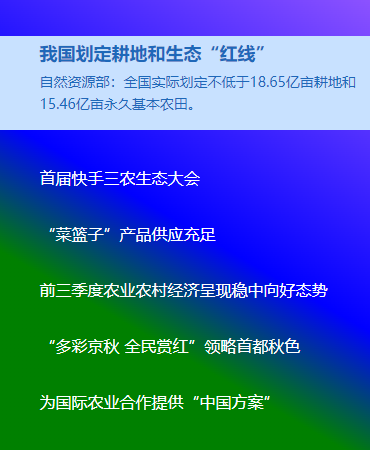 我国划定耕地和生态“红线”
自然资源部：全国实际划定不低于18.65亿亩耕地和
15.46亿亩永久基本农田。
首届快手三农生态大会
“菜篮子”产品供应充足
前三季度农业农村经济呈现稳中向好态势
“多彩京秋 全民赏红”领略首都秋色
为国际农业合作提供“中国方案”